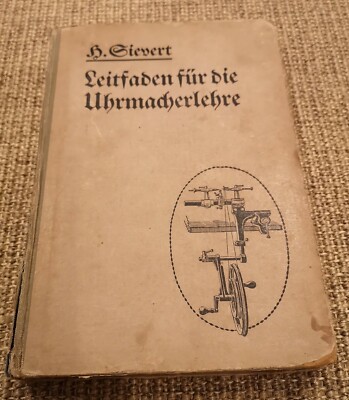 H. Sievert
Leitfaden für die
Uhrmacherlehre